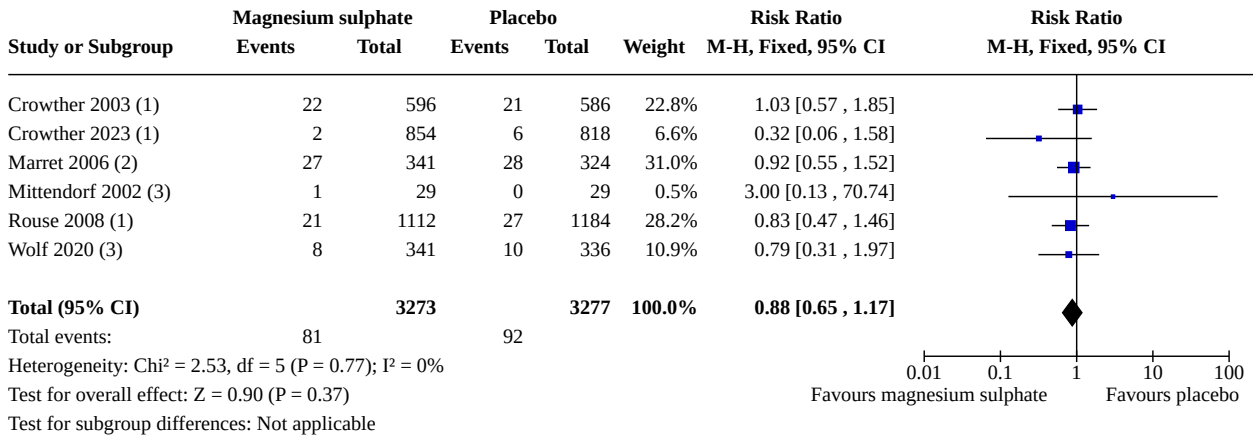 Magnesium sulphate Placebo Risk Ratio Risk Ratio
Study or Subgroup Events Total Events Total Weight M-H, Fixed, 95% CI M-H, Fixed, 95% CI
Crowther 2003 (1) 22 596 21 586 22.8% 1.03 [0.57 , 1.85]
Crowther 2023 (1) 2 854 6 818 6.6% 0.32 [0.06 , 1.58]
Marret 2006 (2) 27 341 28 324 31.0% 0.92 [0.55 , 1.52]
Mittendorf 2002 (3) 1 29 0 29 0.5% 3.00 [0.13 , 70.74]
Rouse 2008 (1) 21 1112 27 1184 28.2% 0.83 [0.47 , 1.46]
Wolf 2020 (3) 8 341 10 336 10.9% 0.79 [0.31 , 1.97]
Total (95% CI) 3273 3277 100.0% 0.88 [0.65 , 1.17]
Total events: 81 92
Heterogeneity: Chi² = 2.53, df = 5 (P = 0.77); I² = 0%
0.01 0.1 1 10 100
Test for overall effect: Z = 0.90 (P = 0.37)
Favours magnesium sulphate Favours placebo
Test for subgroup differences: Not applicable